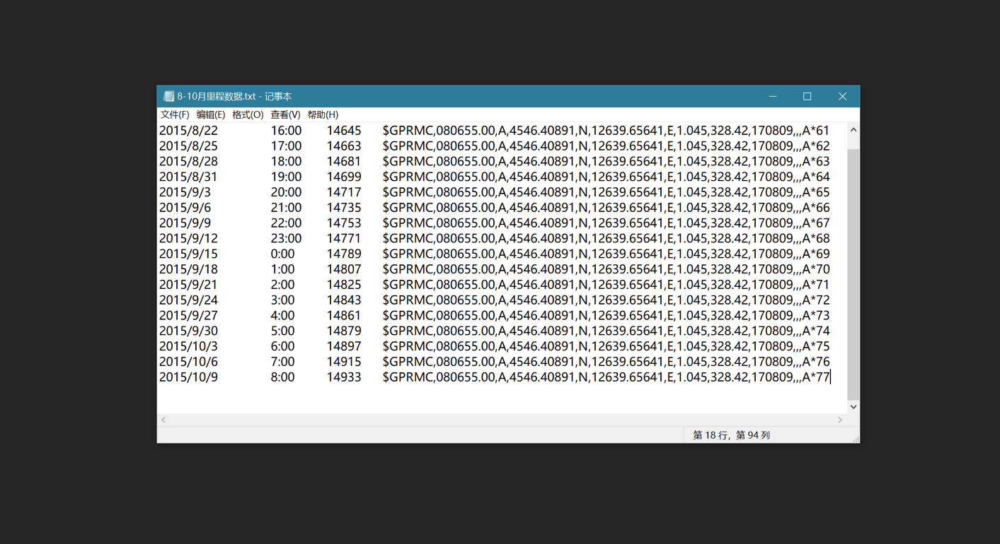 8-10月里程数据.txt - 记事本
文件(F) 编辑(E) 格式(O) 查看(V) 帮助(H)
2015/8/22 16:00 14645 $GPRMC,080655.00,A,4546.40891,N,12639.65641,E,1.045,328.42,170809,,,A*61
2015/8/25 17:00 14663 $GPRMC,080655.00,A,4546.40891,N,12639.65641,E,1.045,328.42,170809,,,A*62
2015/8/28 18:00 14681 $GPRMC,080655.00,A,4546.40891,N,12639.65641,E,1.045,328.42,170809,,,A*63
2015/8/31 19:00 14699 $GPRMC,080655.00,A,4546.40891,N,12639.65641,E,1.045,328.42,170809,,,A*64
2015/9/3 20:00 14717 $GPRMC,080655.00,A,4546.40891,N,12639.65641,E,1.045,328.42,170809,,,A*65
2015/9/6 21:00 14735 $GPRMC,080655.00,A,4546.40891,N,12639.65641,E,1.045,328.42,170809,,,A*66
2015/9/9 22:00 14753 $GPRMC,080655.00,A,4546.40891,N,12639.65641,E,1.045,328.42,170809,,,A*67
2015/9/12 23:00 14771 $GPRMC,080655.00,A,4546.40891,N,12639.65641,E,1.045,328.42,170809,,,A*68
2015/9/15 0:00 14789 $GPRMC,080655.00,A,4546.40891,N,12639.65641,E,1.045,328.42,170809,,,A*69
2015/9/18 1:00 14807 $GPRMC,080655.00,A,4546.40891,N,12639.65641,E,1.045,328.42,170809,,,A*70
2015/9/21 2:00 14825 $GPRMC,080655.00,A,4546.40891,N,12639.65641,E,1.045,328.42,170809,,,A*71
2015/9/24 3:00 14843 $GPRMC,080655.00,A,4546.40891,N,12639.65641,E,1.045,328.42,170809,,,A*72
2015/9/27 4:00 14861 $GPRMC,080655.00,A,4546.40891,N,12639.65641,E,1.045,328.42,170809,,,A*73
2015/9/30 5:00 14879 $GPRMC,080655.00,A,4546.40891,N,12639.65641,E,1.045,328.42,170809,,,A*74
2015/10/3 6:00 14897 $GPRMC,080655.00,A,4546.40891,N,12639.65641,E,1.045,328.42,170809,,,A*75
2015/10/6 7:00 14915 $GPRMC,080655.00,A,4546.40891,N,12639.65641,E,1.045,328.42,170809,,,A*76
2015/10/9 8:00 14933 $GPRMC,080655.00,A,4546.40891,N,12639.65641,E,1.045,328.42,170809,,,A*77
第 18 行，第 94 列